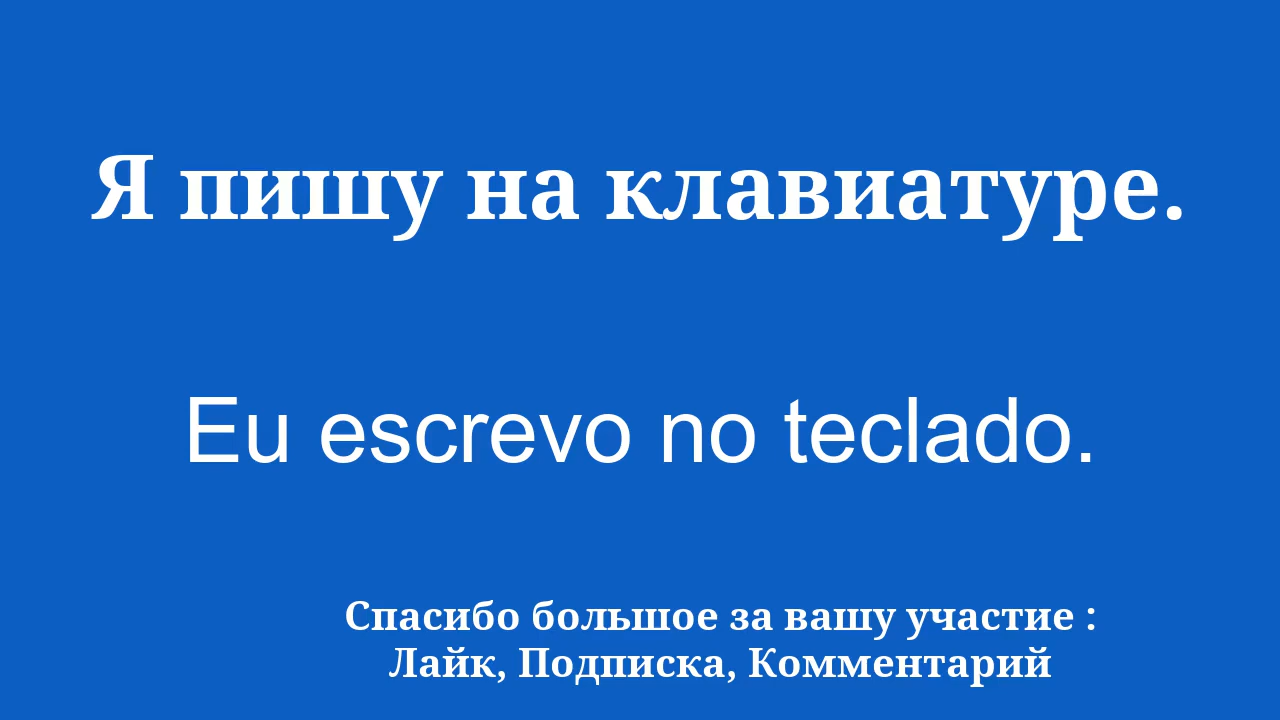 Я пишу на клавиатуре.
Eu escrevo no teclado.
Спасибо большое за вашу участие :
Лайк, Подписка, Комментарий